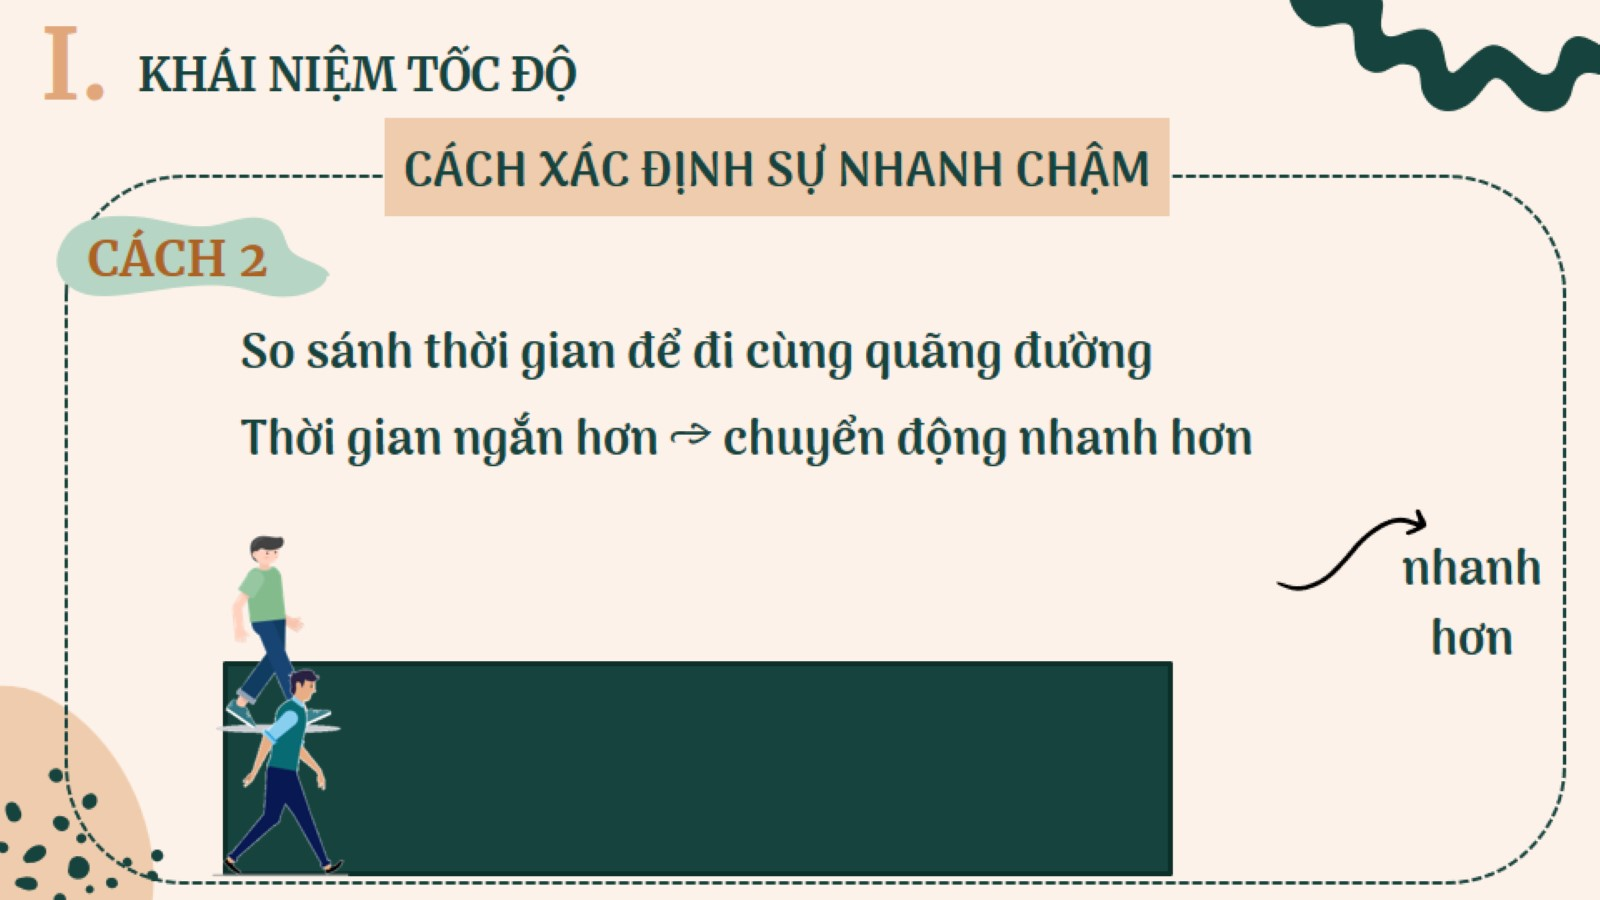 I. KHÁI NIỆM TỐC ĐỘ
CÁCH XÁC ĐỊNH SỰ NHANH CHẬM
CÁCH 2
So sánh thời gian để đi cùng quãng đường
Thời gian ngắn hơn → chuyển động nhanh hơn
nhanh
hơn